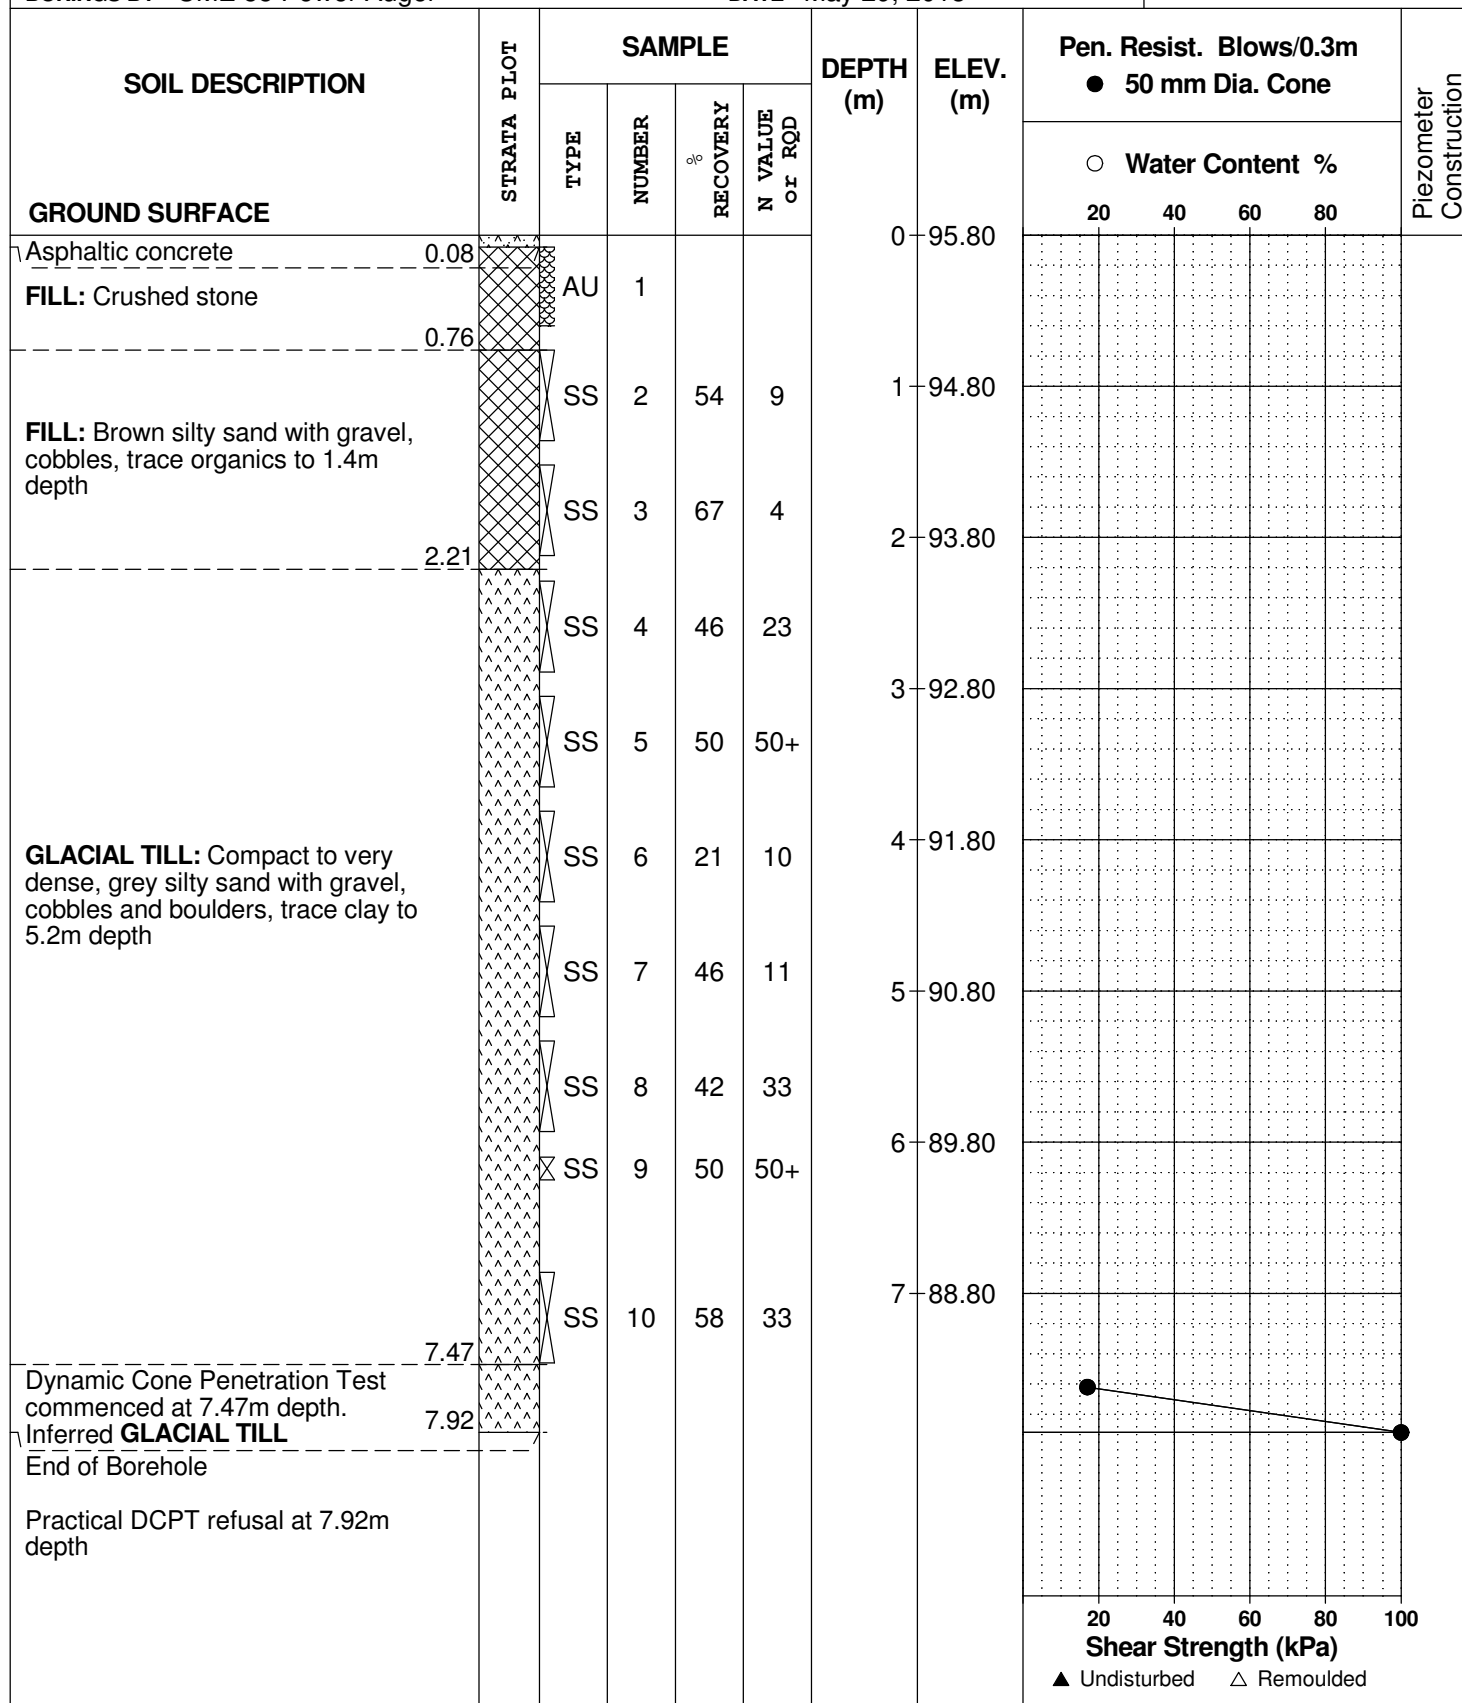 SOIL DESCRIPTION
GROUND SURFACE
STRATA PLOT
SAMPLE
TYPE
NUMBER
%
RECOVERY
N VALUE
or RQD
DEPTH
(m)
ELEV.
(m)
Pen. Resist. Blows/0.3m
● 50 mm Dia. Cone
○ Water Content %
20 40 60 80
Piezometer
Construction
0 95.80
Asphaltic concrete 0.08
FILL: Crushed stone
AU 1
0.76
SS 2 54 9
1 94.80
FILL: Brown silty sand with gravel,
cobbles, trace organics to 1.4m
depth
SS 3 67 4
2 93.80
2.21
SS 4 46 23
3 92.80
SS 5 50 50+
4 91.80
GLACIAL TILL: Compact to very
dense, grey silty sand with gravel,
cobbles and boulders, trace clay to
5.2m depth
SS 6 21 10
SS 7 46 11
5 90.80
SS 8 42 33
6 89.80
SS 9 50 50+
7 88.80
SS 10 58 33
7.47
Dynamic Cone Penetration Test
commenced at 7.47m depth.
Inferred GLACIAL TILL
7.92
End of Borehole
Practical DCPT refusal at 7.92m
depth
20 40 60 80 100
Shear Strength (kPa)
▲ Undisturbed △ Remoulded